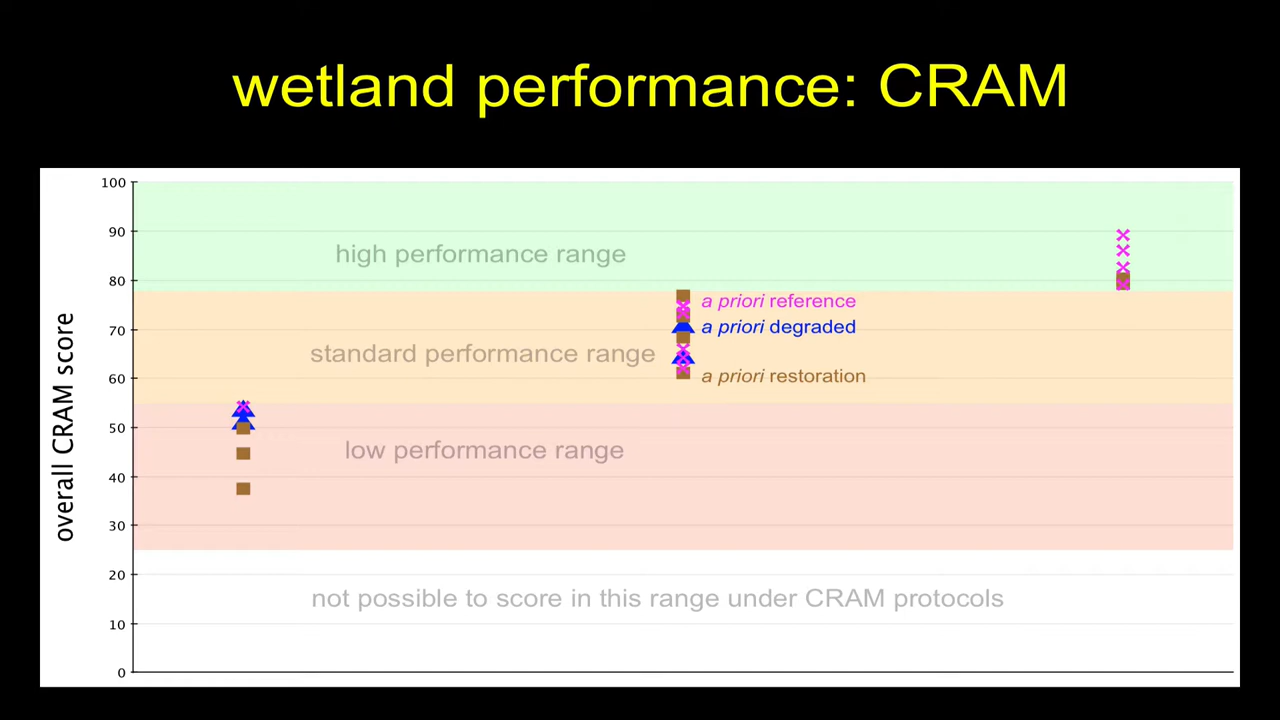 wetland performance: CRAM
100
90
80
70
60
50
40
30
20
10
0
overall CRAM score
high performance range
a priori reference
a priori degraded
standard performance range
a priori restoration
low performance range
not possible to score in this range under CRAM protocols